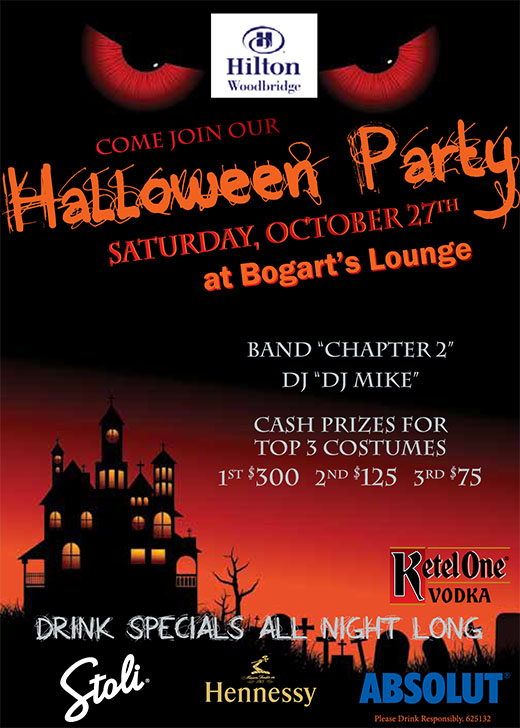 Hilton
Woodbridge
COME JOIN OUR
Halloween Party
SATURDAY, OCTOBER 27TH
at Bogart's Lounge
BAND "CHAPTER 2"
DJ "DJ MIKE"
CASH PRIZES FOR
TOP 3 COSTUMES
1ST $300 2ND $125 3RD $75
Ketel One®
VODKA
DRINK SPECIALS ALL NIGHT LONG
Stoli®
Hennessy
ABSOLUT®
Please Drink Responsibly. 625132